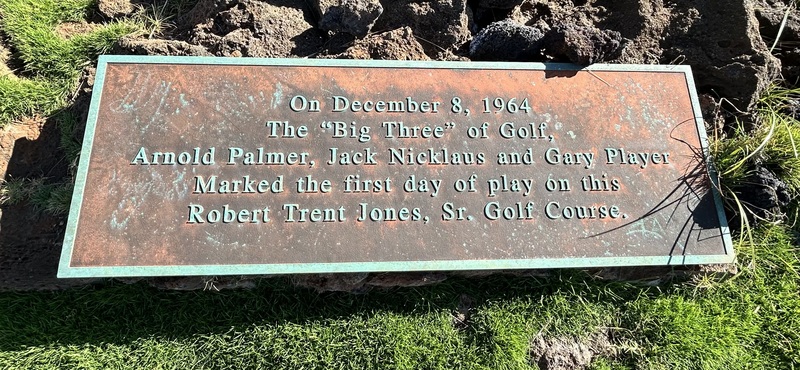 On December 8, 1964
The "Big Three" of Golf,
Arnold Palmer, Jack Nicklaus and Gary Player
Marked the first day of play on this
Robert Trent Jones, Sr. Golf Course.